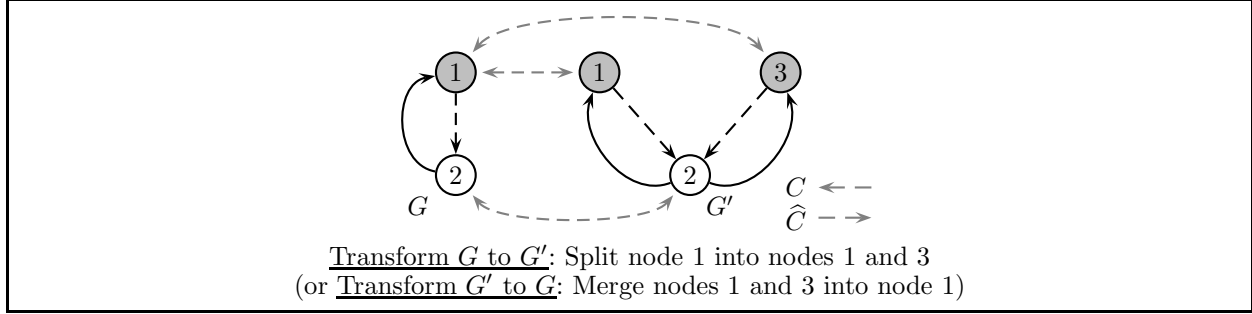 1 1 3
2 2
G G′ C
Ĉ
Transform G to G′: Split node 1 into nodes 1 and 3
(or Transform G′ to G: Merge nodes 1 and 3 into node 1)